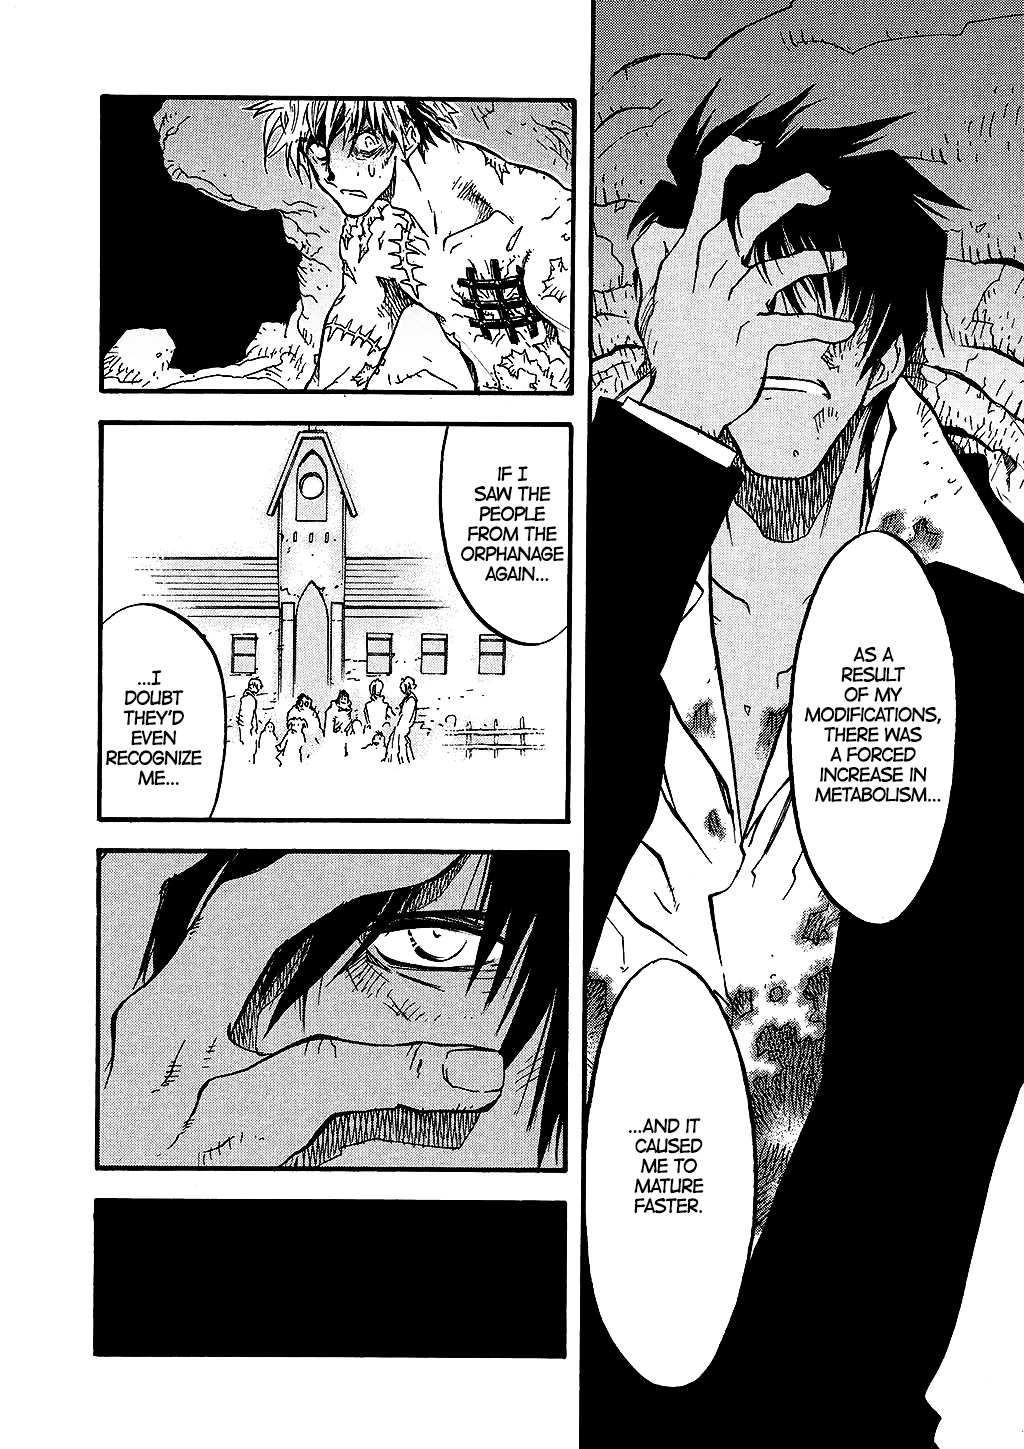 AS A
RESULT
OF MY
MODIFICATIONS,
THERE WAS
A FORCED
INCREASE IN
METABOLISM...
...AND IT
CAUSED
ME TO
MATURE
FASTER.
IF I
SAW THE
PEOPLE
FROM THE
ORPHANAGE
AGAIN...
...I
DOUBT
THEY'D
EVEN
RECOGNIZE
ME...